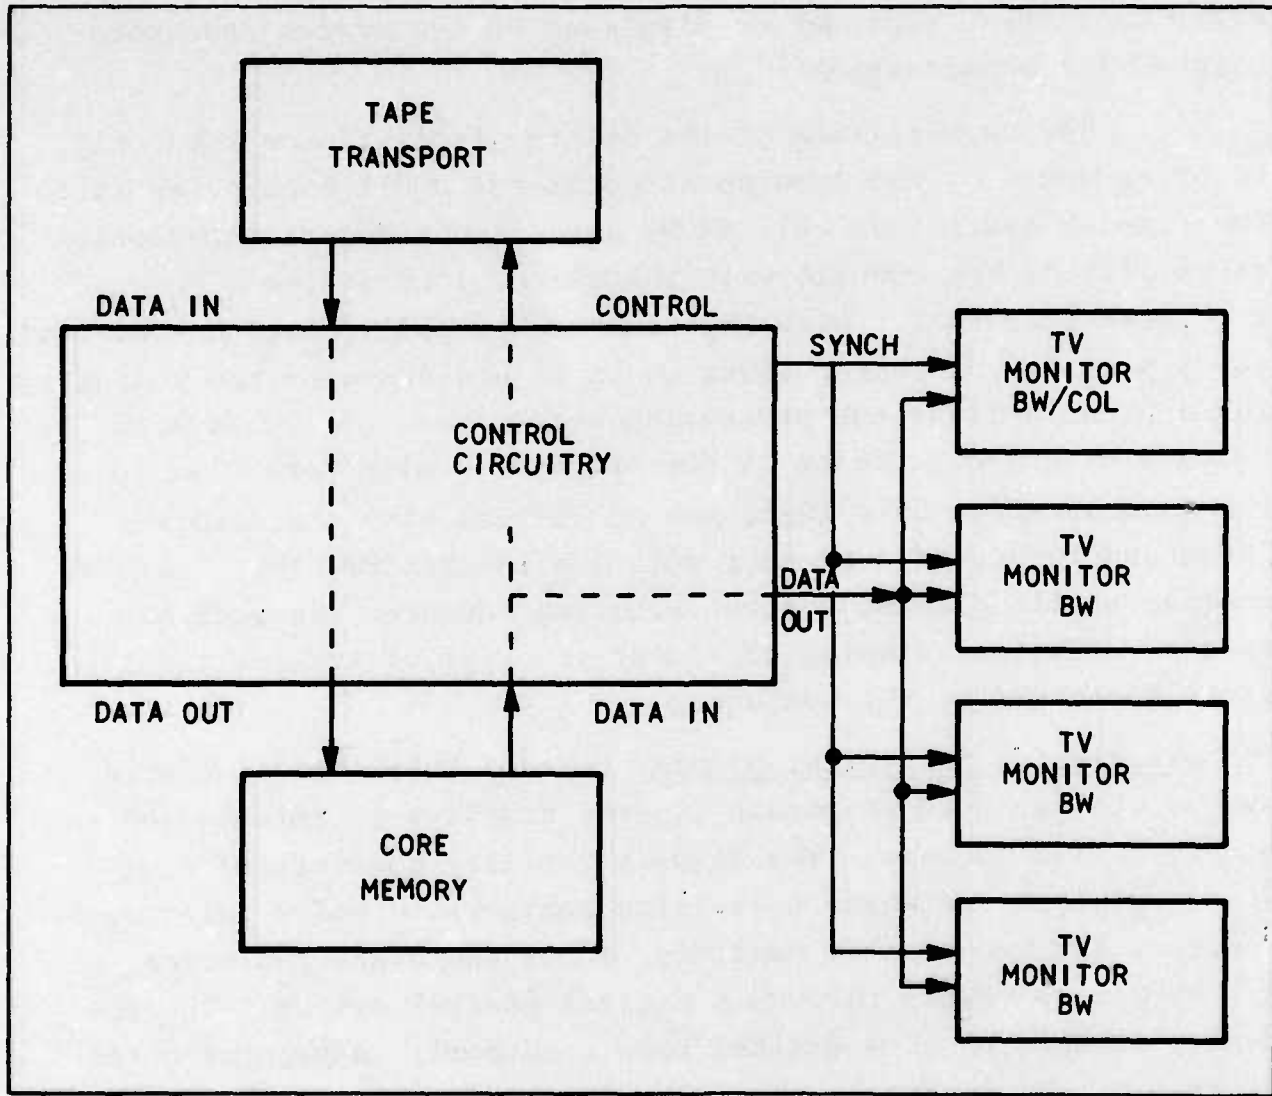 TAPE
TRANSPORT
DATA IN
CONTROL
SYNCH
TV
MONITOR
BW/COL
CONTROL
CIRCUITRY
TV
MONITOR
BW
DATA
OUT
DATA OUT
DATA IN
TV
MONITOR
BW
CORE
MEMORY
TV
MONITOR
BW